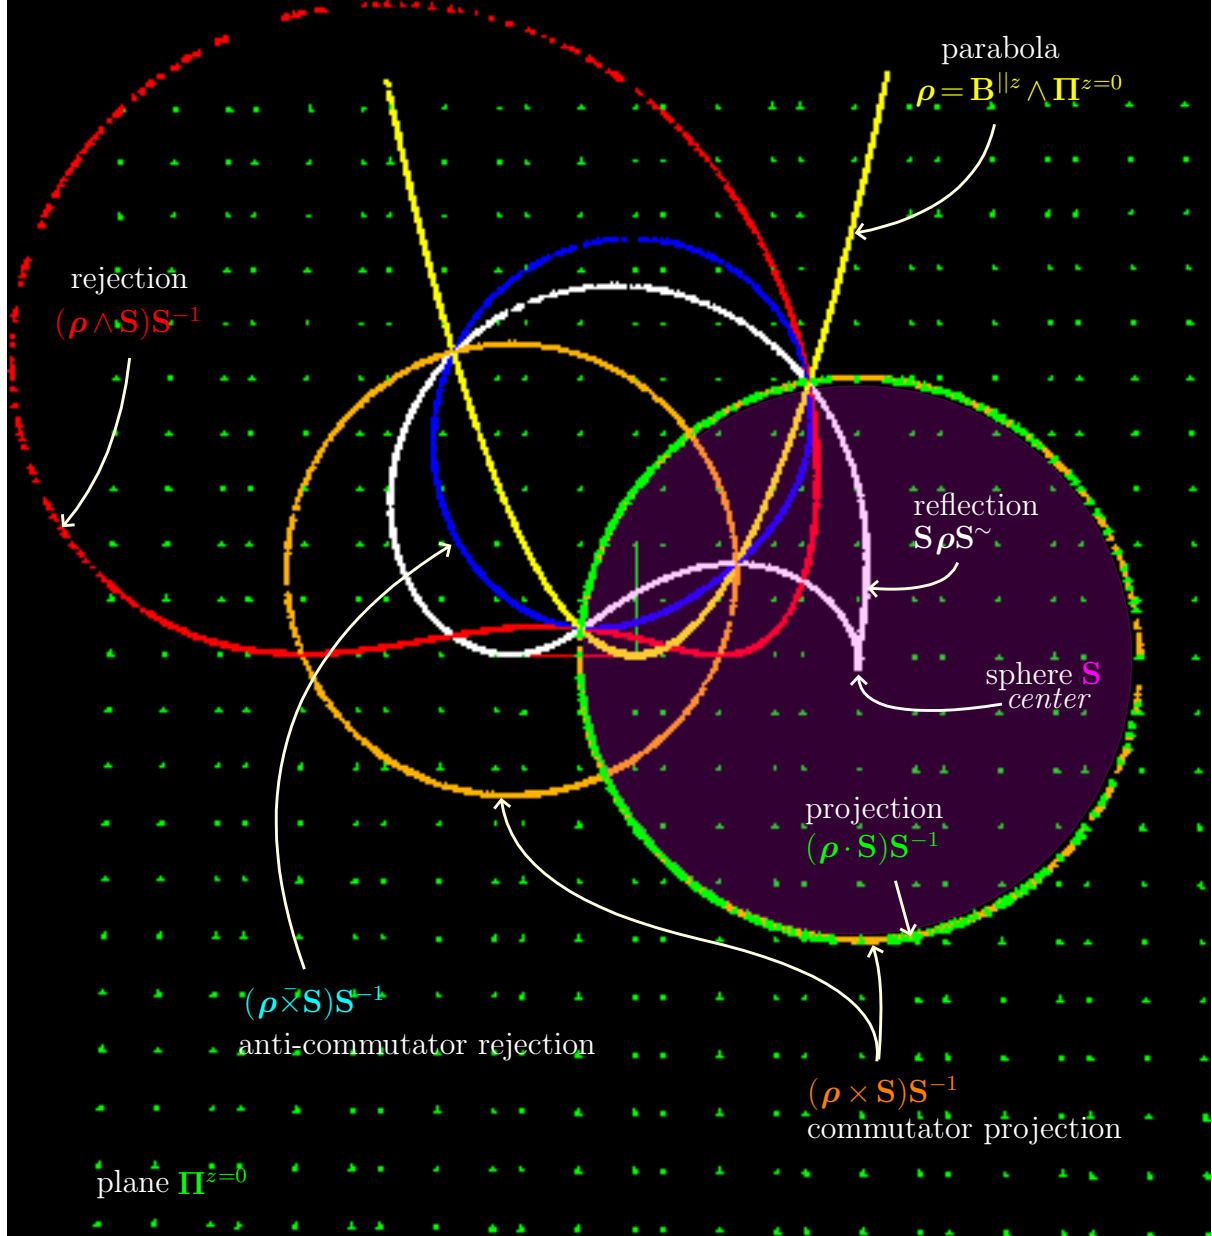 parabola
ρ = B^{||z} ∧ Π^{z=0}
rejection
(ρ ∧ S)S^{−1}
reflection
SρS^∼
sphere S
center
projection
(ρ · S)S^{−1}
(ρ ×̄ S)S^{−1}
anti-commutator rejection
(ρ × S)S^{−1}
commutator projection
plane Π^{z=0}